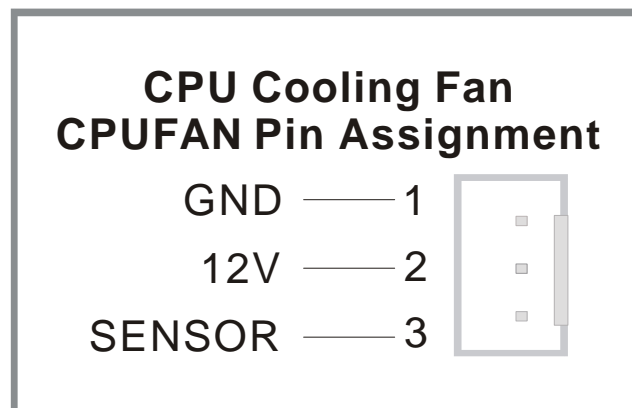 CPU Cooling Fan
CPUFAN Pin Assignment
GND 1
12V 2
SENSOR 3